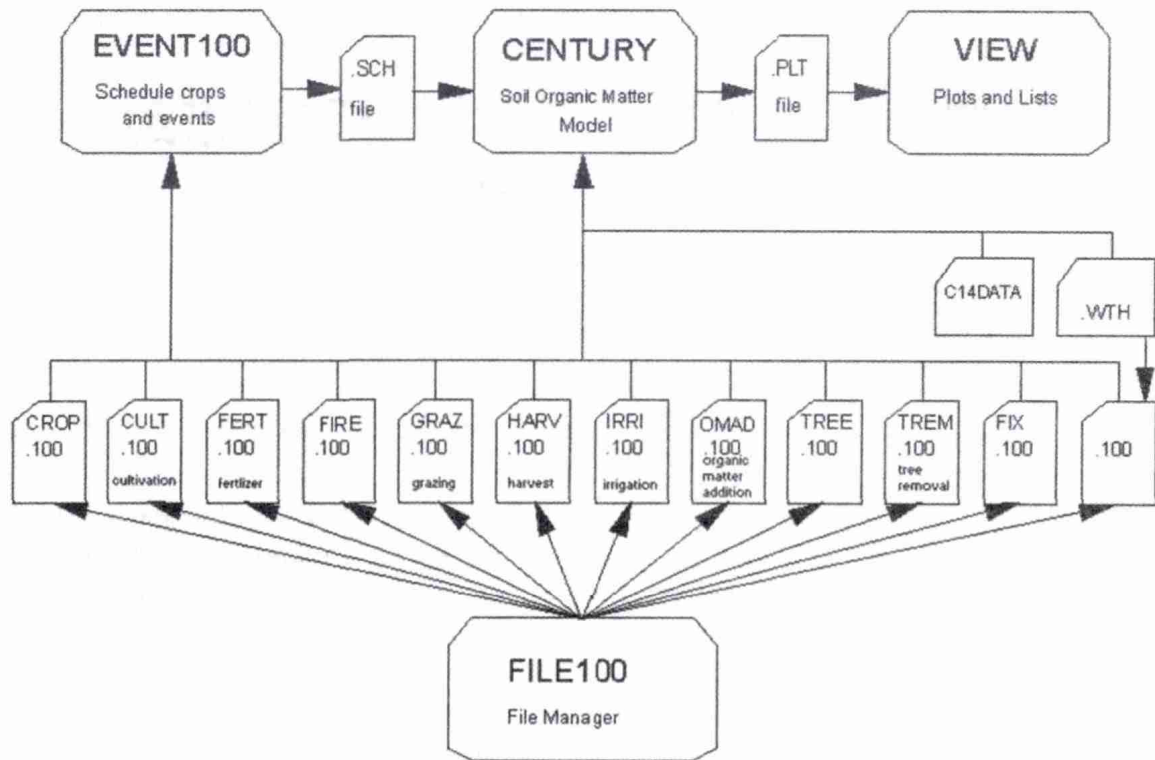 EVENT100
Schedule crops
and events
.SCH
file
CENTURY
Soil Organic Matter
Model
.PLT
file
VIEW
Plots and Lists
C14DATA
.WTH
CROP
.100
CULT
.100
cultivation
FERT
.100
fertlizer
FIRE
.100
GRAZ
.100
grazing
HARV
.100
harvest
IRRI
.100
irrigation
OMAD
.100
organic
matter
addition
TREE
.100
TREM
.100
tree
removal
FIX
.100
.100
FILE100
File Manager